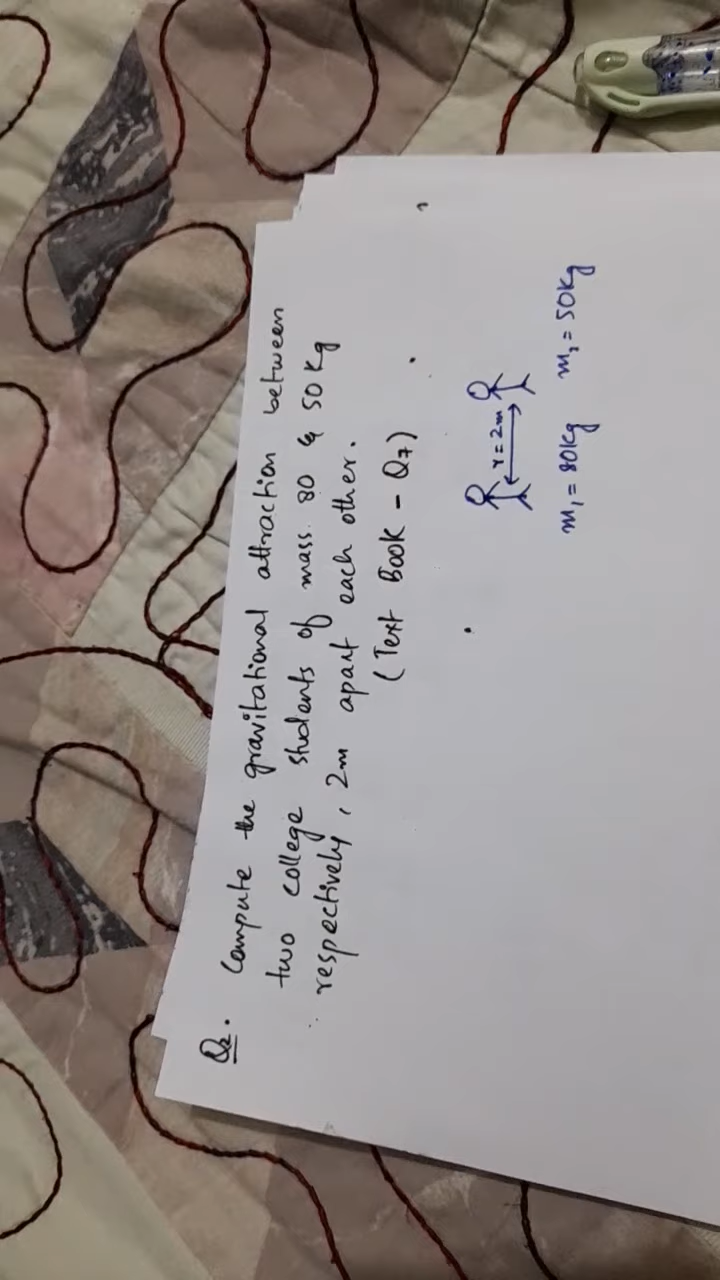 Q2. Compute the gravitational attraction between
two college students of mass 80 & 50 Kg
respectively, 2m apart each other.
(Text Book - Q7)
r = 2m
m₁ = 80kg m₂ = 50kg